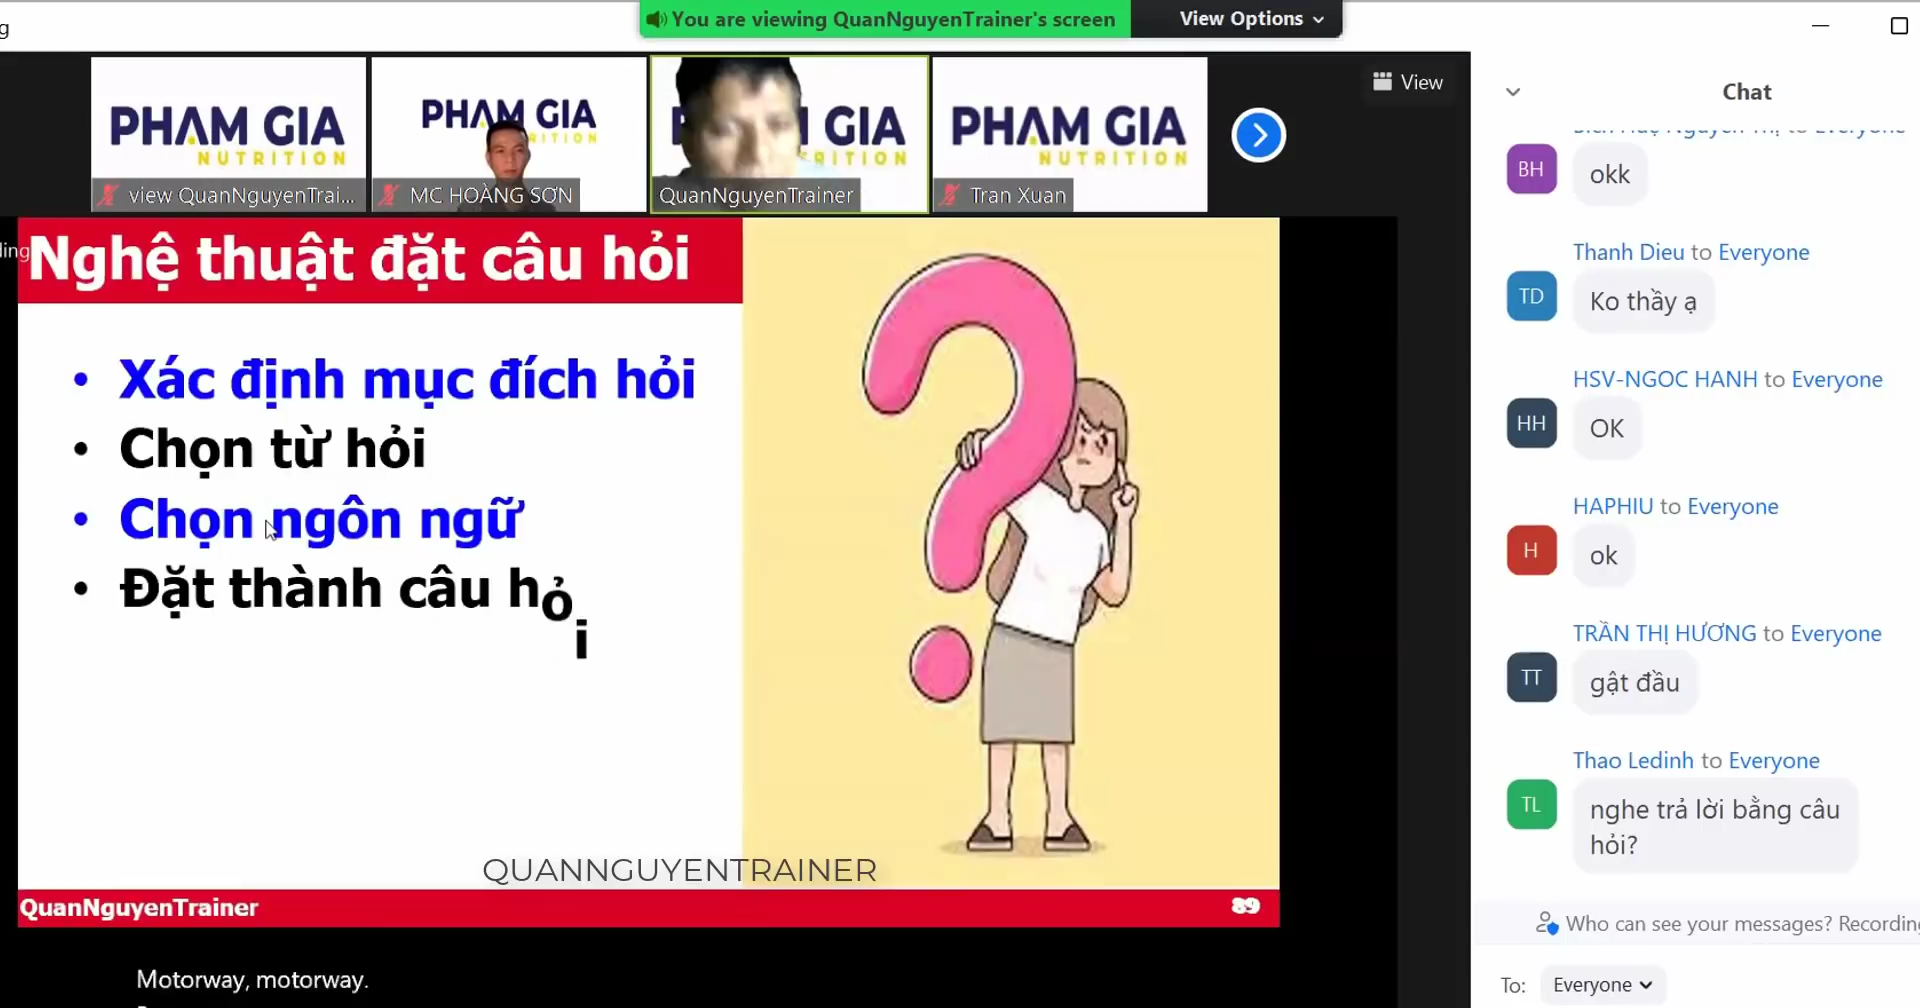 g
You are viewing QuanNguyenTrainer's screen
View Options
View
PHAM GIA
NUTRITION
view QuanNguyenTrai...
PHAM GIA
MC HOÀNG SƠN
GIA
QuanNguyenTrainer
PHAM GIA
NUTRITION
Tran Xuan
ding
Nghệ thuật đặt câu hỏi
• Xác định mục đích hỏi
• Chọn từ hỏi
• Chọn ngôn ngữ
• Đặt thành câu hỏi
QUANNGUYENTRAINER
QuanNguyenTrainer
89
Motorway, motorway.
Chat
BH
okk
Thanh Dieu to Everyone
TD
Ko thầy ạ
HSV-NGOC HANH to Everyone
HH
OK
HAPHIU to Everyone
H
ok
TRẦN THỊ HƯƠNG to Everyone
TT
gật đầu
Thao Ledinh to Everyone
TL
nghe trả lời bằng câu
hỏi?
Who can see your messages? Recording
To:
Everyone